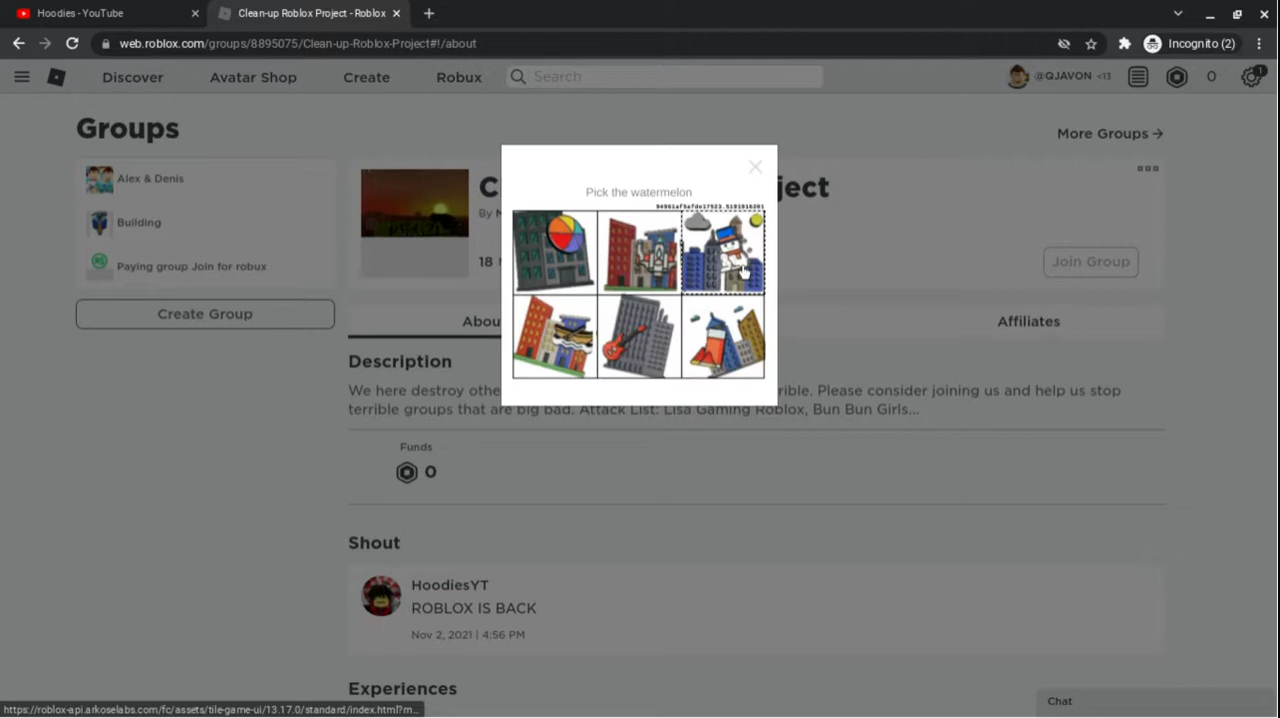 Hoodies - YouTube
Clean-up Roblox Project - Roblox
web.roblox.com/groups/8895075/Clean-up-Roblox-Project#!/about
Incognito (2)
Discover
Avatar Shop
Create
Robux
Search
@QJAVON <13
0
1
Groups
More Groups
Alex & Denis
Building
Paying group Join for robux
Create Group
C
ject
By
18
Join Group
Pick the watermelon
Abou
Affiliates
Description
We here destroy othe
rible. Please consider joining us and help us stop
terrible groups that are big bad. Attack List: Lisa Gaming Roblox, Bun Bun Girls...
Funds
0
Shout
HoodiesYT
ROBLOX IS BACK
Nov 2, 2021 | 4:56 PM
Experiences
Chat
https://roblox-api.arkoselabs.com/fc/assets/tile-game-ui/13.17.0/standard/index.html?m...